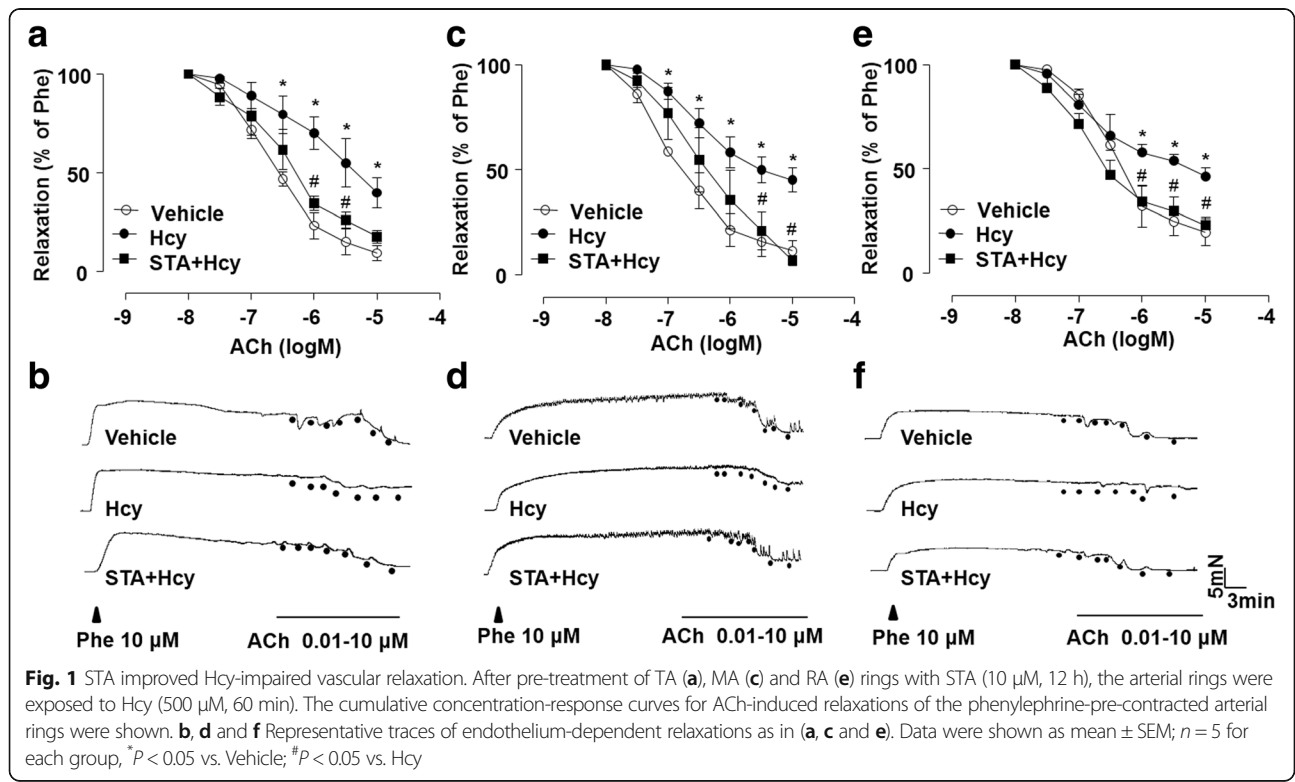 a
Relaxation (% of Phe)
100
50
0
Vehicle
Hcy
STA+Hcy
*
*
*
*
#
#
-9 -8 -7 -6 -5 -4
ACh (logM)
c
Relaxation (% of Phe)
100
50
0
Vehicle
Hcy
STA+Hcy
*
*
*
*
*
#
#
-9 -8 -7 -6 -5 -4
ACh (logM)
e
Relaxation (% of Phe)
100
50
0
Vehicle
Hcy
STA+Hcy
*
*
*
#
#
#
-9 -8 -7 -6 -5 -4
ACh (logM)
b
Vehicle
Hcy
STA+Hcy
Phe 10 µM
ACh 0.01-10 µM
d
Vehicle
Hcy
STA+Hcy
Phe 10 µM
ACh 0.01-10 µM
f
Vehicle
Hcy
STA+Hcy
5mN
3min
Phe 10 µM
ACh 0.01-10 µM
Fig. 1 STA improved Hcy-impaired vascular relaxation. After pre-treatment of TA (a), MA (c) and RA (e) rings with STA (10 µM, 12 h), the arterial rings were
exposed to Hcy (500 µM, 60 min). The cumulative concentration-response curves for ACh-induced relaxations of the phenylephrine-pre-contracted arterial
rings were shown. b, d and f Representative traces of endothelium-dependent relaxations as in (a, c and e). Data were shown as mean ± SEM; n = 5 for
each group, *P < 0.05 vs. Vehicle; #P < 0.05 vs. Hcy